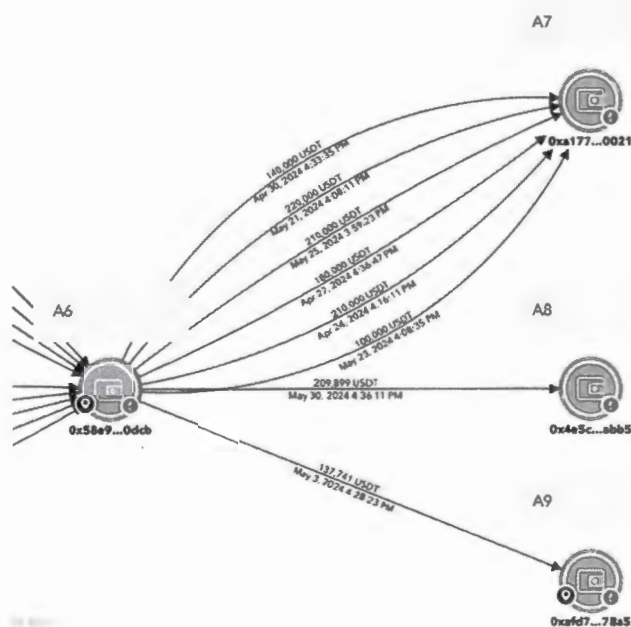 A7
0xa177...0021
140,000 USDT
Apr 30, 2024 4:33:35 PM
220,000 USDT
May 21, 2024 4:08:11 PM
210,000 USDT
May 25, 2024 3:59:23 PM
180,000 USDT
Apr 27, 2024 4:36:47 PM
210,000 USDT
Apr 24, 2024 4:16:11 PM
100,000 USDT
May 23, 2024 4:08:35 PM
A6
0x58e9...0dcb
A8
209,899 USDT
May 30, 2024 4:36:11 PM
0x4e5c...abb5
A9
137,741 USDT
May 3, 2024 4:28:23 PM
0xafd7...78a5